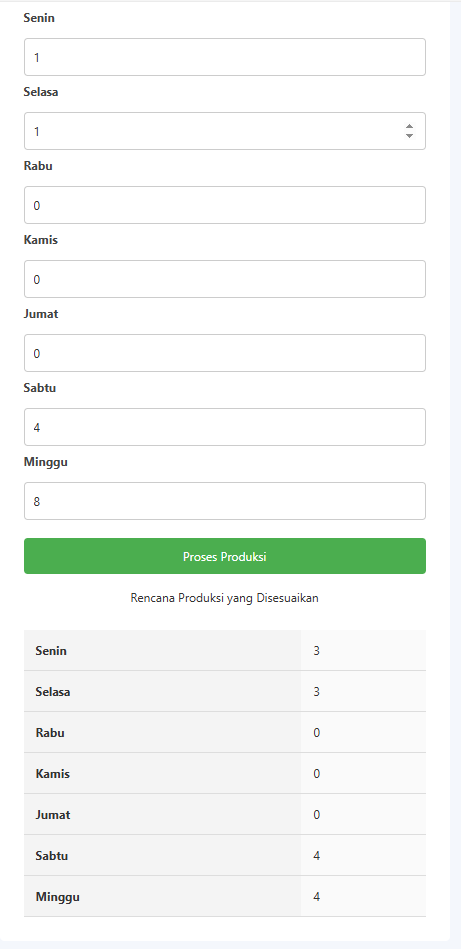 Senin
1
Selasa
1
Rabu
0
Kamis
0
Jumat
0
Sabtu
4
Minggu
8
Proses Produksi
Rencana Produksi yang Disesuaikan
Senin 3
Selasa 3
Rabu 0
Kamis 0
Jumat 0
Sabtu 4
Minggu 4